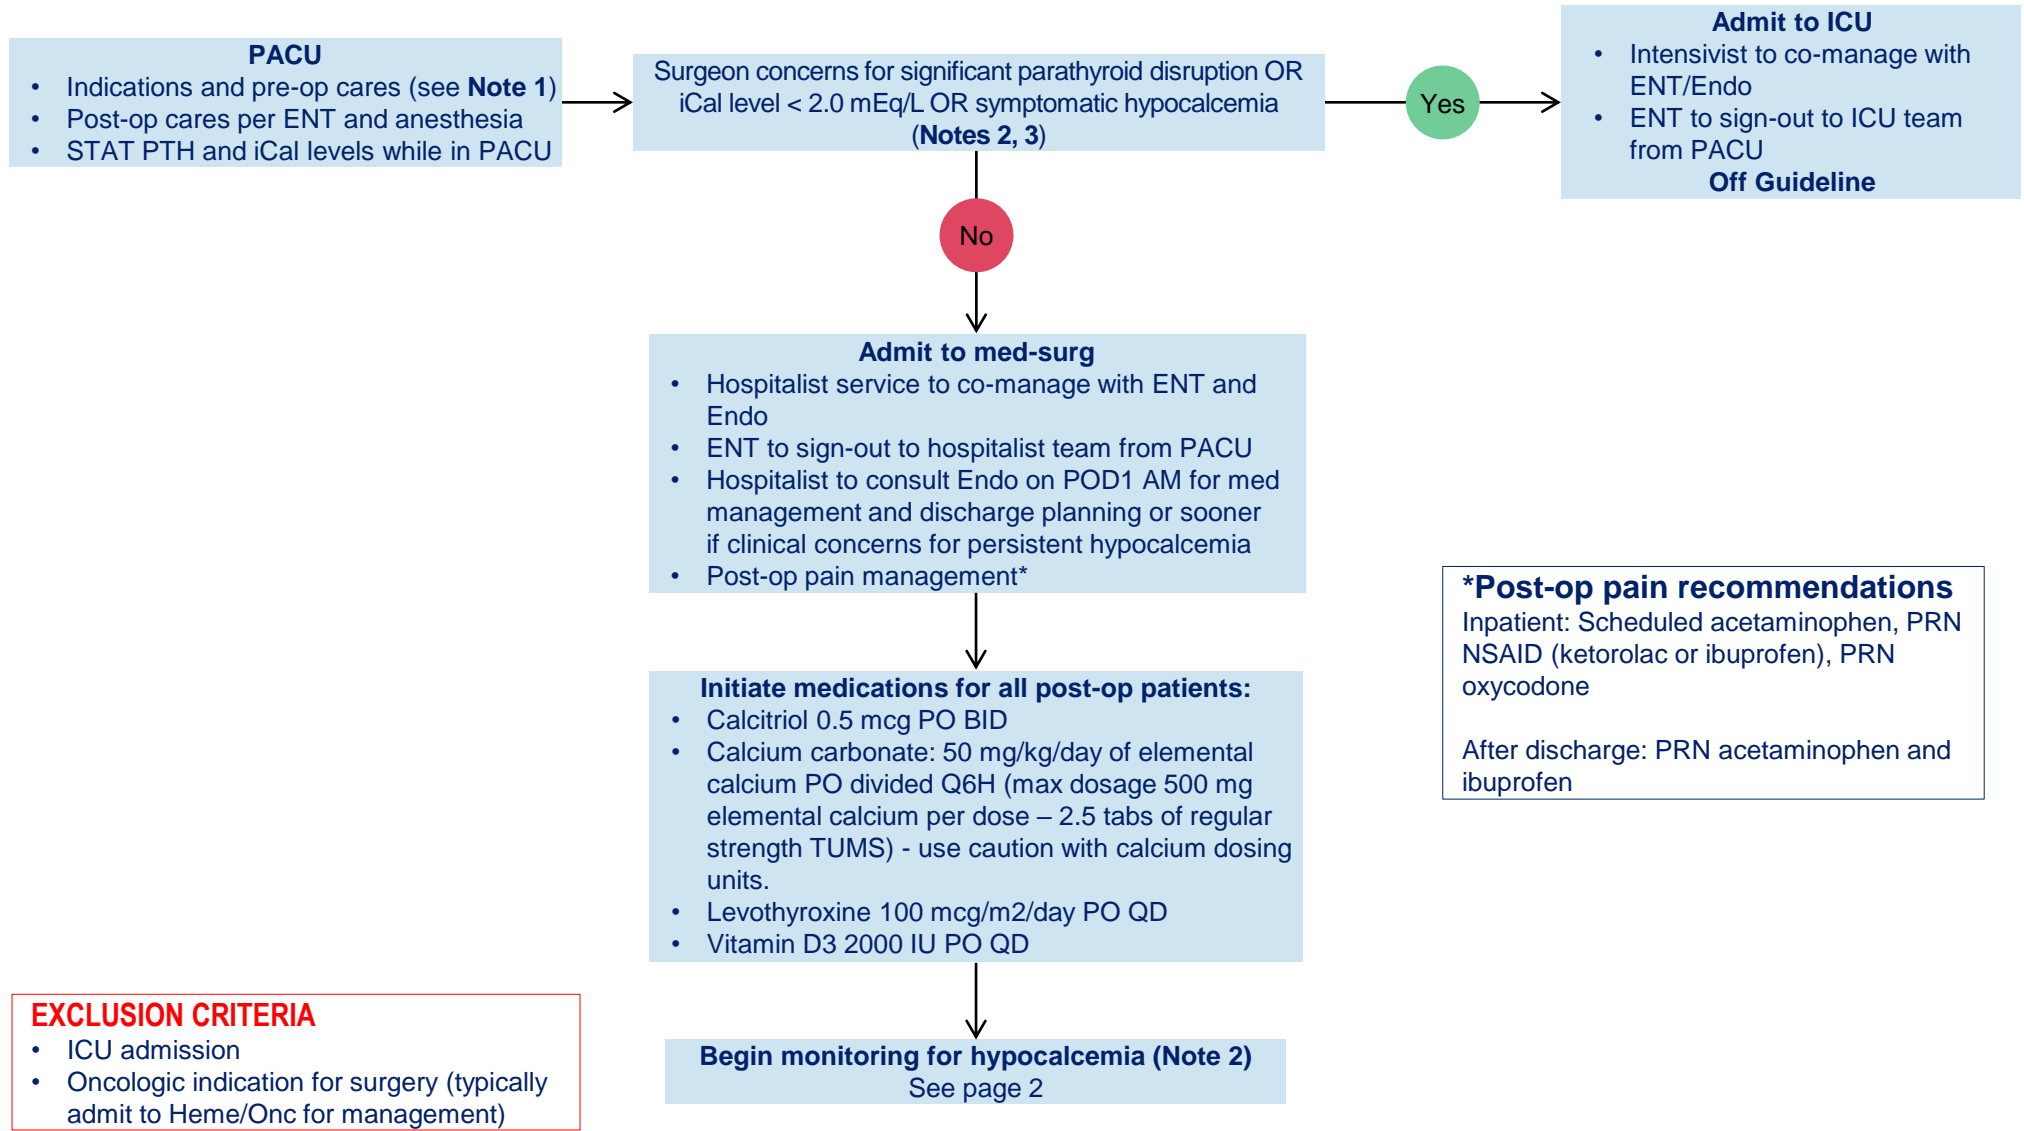 PACU
• Indications and pre-op cares (see Note 1)
• Post-op cares per ENT and anesthesia
• STAT PTH and iCal levels while in PACU
Surgeon concerns for significant parathyroid disruption OR
iCal level < 2.0 mEq/L OR symptomatic hypocalcemia
(Notes 2, 3)
Yes
Admit to ICU
• Intensivist to co-manage with
ENT/Endo
• ENT to sign-out to ICU team
from PACU
Off Guideline
No
Admit to med-surg
• Hospitalist service to co-manage with ENT and
Endo
• ENT to sign-out to hospitalist team from PACU
• Hospitalist to consult Endo on POD1 AM for med
management and discharge planning or sooner
if clinical concerns for persistent hypocalcemia
• Post-op pain management*
*Post-op pain recommendations
Inpatient: Scheduled acetaminophen, PRN
NSAID (ketorolac or ibuprofen), PRN
oxycodone
After discharge: PRN acetaminophen and
ibuprofen
Initiate medications for all post-op patients:
• Calcitriol 0.5 mcg PO BID
• Calcium carbonate: 50 mg/kg/day of elemental
calcium PO divided Q6H (max dosage 500 mg
elemental calcium per dose – 2.5 tabs of regular
strength TUMS) - use caution with calcium dosing
units.
• Levothyroxine 100 mcg/m2/day PO QD
• Vitamin D3 2000 IU PO QD
EXCLUSION CRITERIA
• ICU admission
• Oncologic indication for surgery (typically
admit to Heme/Onc for management)
Begin monitoring for hypocalcemia (Note 2)
See page 2